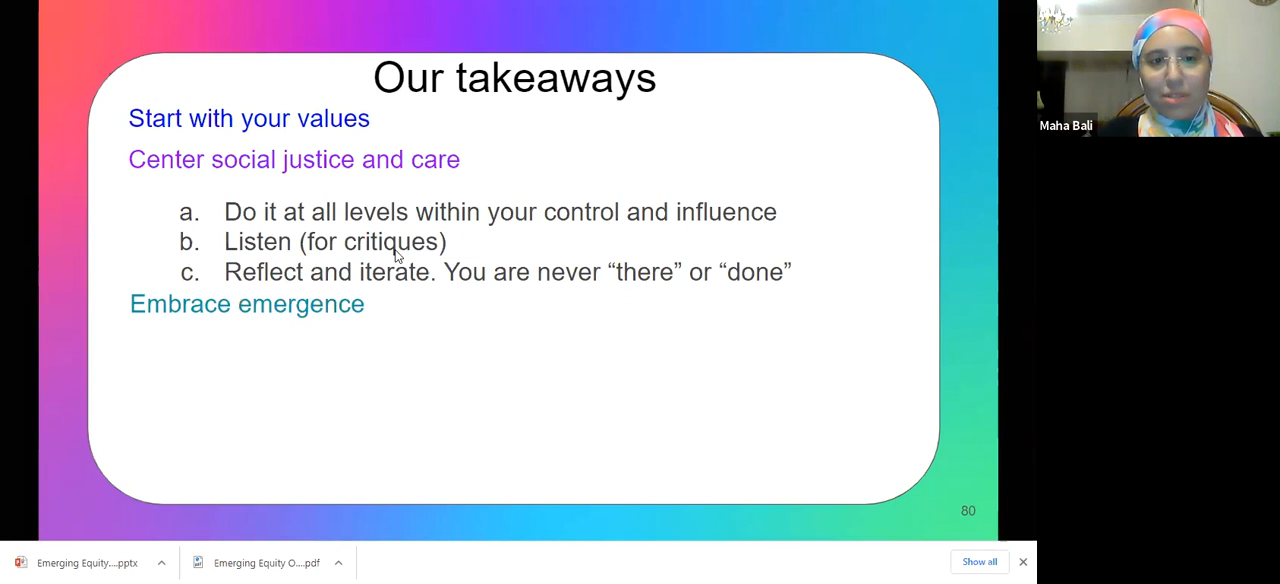 Our takeaways
Start with your values
Center social justice and care
a. Do it at all levels within your control and influence
b. Listen (for critiques)
c. Reflect and iterate. You are never “there” or “done”
Embrace emergence
80
Maha Bali
Emerging Equity....pptx
Emerging Equity O....pdf
Show all